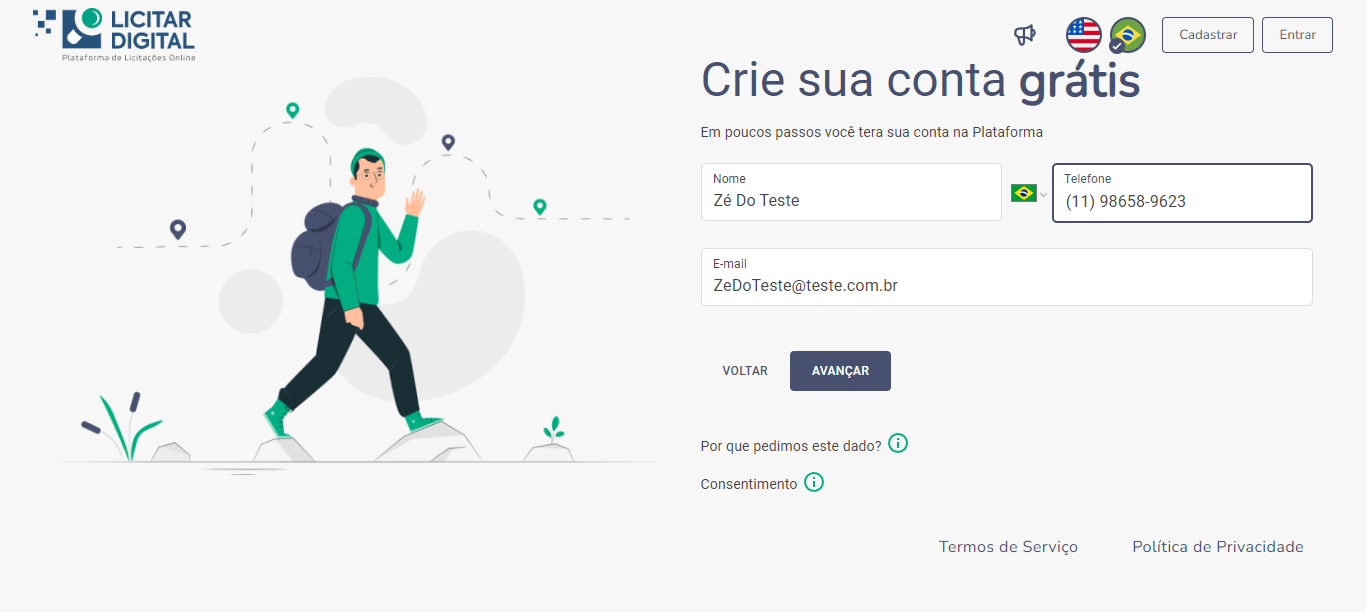 LICITAR
DIGITAL
Plataforma de Licitações Online
Cadastrar
Entrar
Crie sua conta grátis
Em poucos passos você tera sua conta na Plataforma
Nome
Zé Do Teste
Telefone
(11) 98658-9623
E-mail
ZeDoTeste@teste.com.br
VOLTAR
AVANÇAR
Por que pedimos este dado?
Consentimento
Termos de Serviço
Política de Privacidade